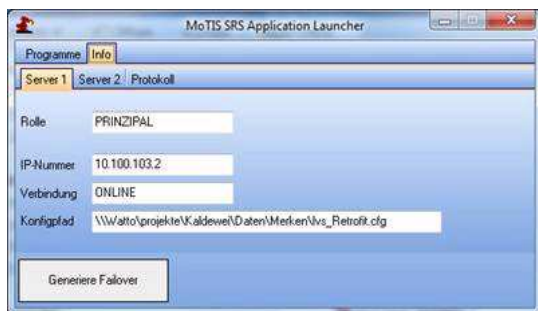 MoTIS SRS Application Launcher
Programme Info
Server 1 Server 2 Protokoll
Rolle PRINZIPAL
IP-Nummer 10.100.103.2
Verbindung ONLINE
Konfigpfad \\Watto\projekte\Kaldewei\Daten\Merken\lvs_Retrofit.cfg
Generiere Failover